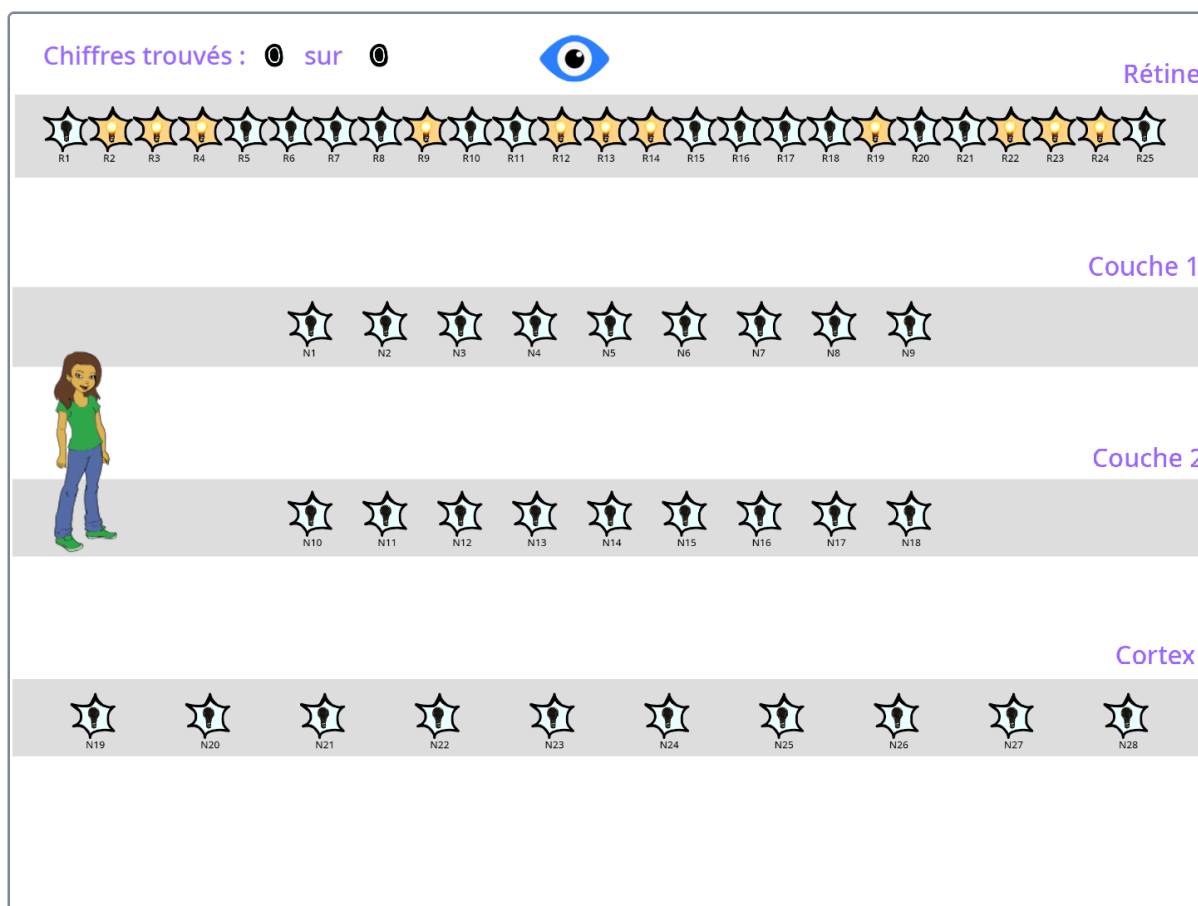 Chiffres trouvés : 0 sur 0
Rétine
R1 R2 R3 R4 R5 R6 R7 R8 R9 R10 R11 R12 R13 R14 R15 R16 R17 R18 R19 R20 R21 R22 R23 R24 R25
Couche 1
N1 N2 N3 N4 N5 N6 N7 N8 N9
Couche 2
N10 N11 N12 N13 N14 N15 N16 N17 N18
Cortex
N19 N20 N21 N22 N23 N24 N25 N26 N27 N28